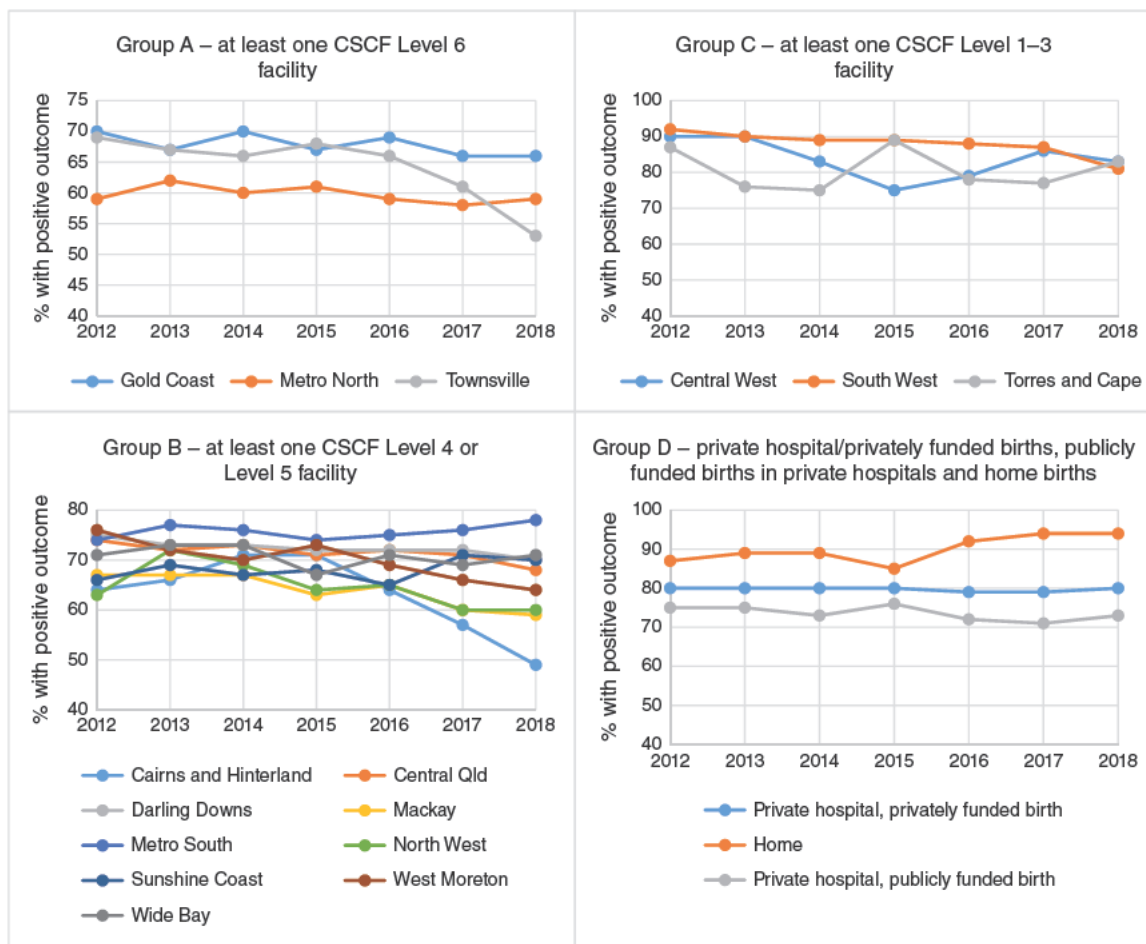 Group A – at least one CSCF Level 6
facility
% with positive outcome
75
70
65
60
55
50
45
40
2012 2013 2014 2015 2016 2017 2018
Gold Coast Metro North Townsville
Group C – at least one CSCF Level 1–3
facility
% with positive outcome
100
90
80
70
60
50
40
2012 2013 2014 2015 2016 2017 2018
Central West South West Torres and Cape
Group B – at least one CSCF Level 4 or
Level 5 facility
% with positive outcome
80
70
60
50
40
2012 2013 2014 2015 2016 2017 2018
Cairns and Hinterland Central Qld
Darling Downs Mackay
Metro South North West
Sunshine Coast West Moreton
Wide Bay
Group D – private hospital/privately funded births, publicly
funded births in private hospitals and home births
% with positive outcome
100
90
80
70
60
50
40
2012 2013 2014 2015 2016 2017 2018
Private hospital, privately funded birth
Home
Private hospital, publicly funded birth